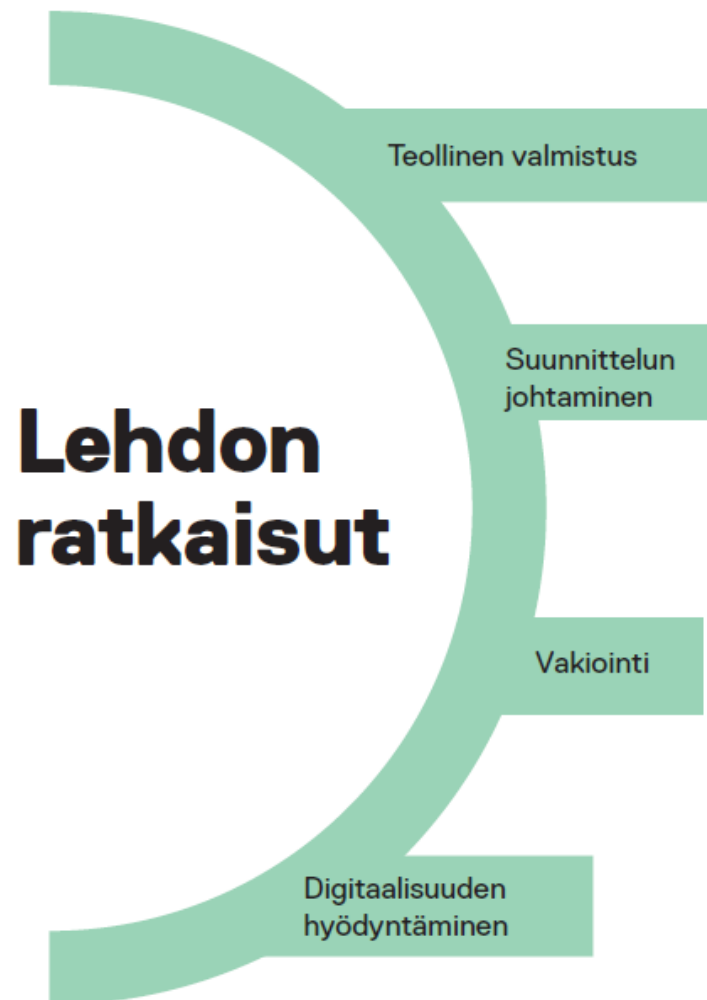 Lehdon
ratkaisut
Teollinen valmistus
Suunnittelun
johtaminen
Vakiointi
Digitaalisuuden
hyödyntäminen